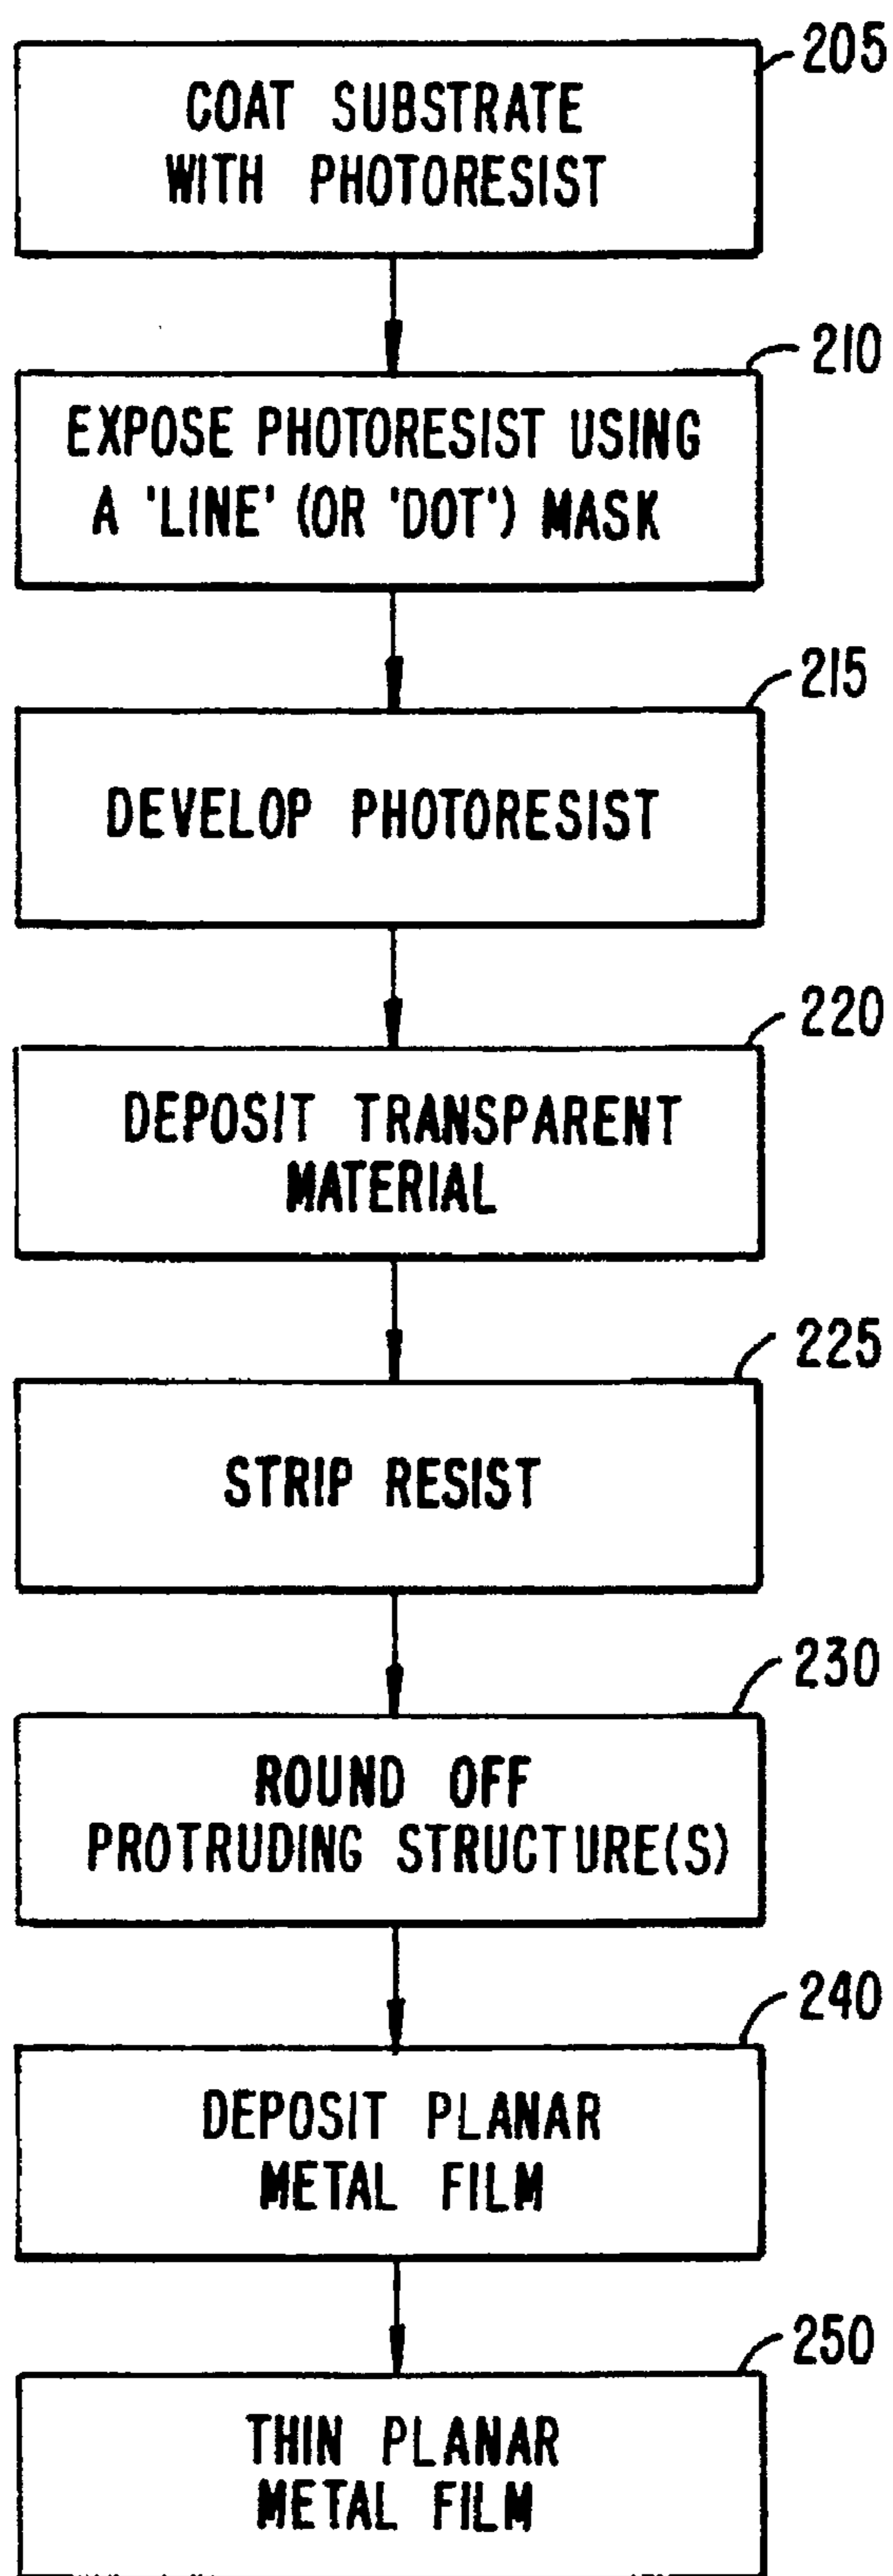 205
COAT SUBSTRATE
WITH PHOTORESIST
210
EXPOSE PHOTORESIST USING
A 'LINE' (OR 'DOT') MASK
215
DEVELOP PHOTORESIST
220
DEPOSIT TRANSPARENT
MATERIAL
225
STRIP RESIST
230
ROUND OFF
PROTRUDING STRUCTURE(S)
240
DEPOSIT PLANAR
METAL FILM
250
THIN PLANAR
METAL FILM